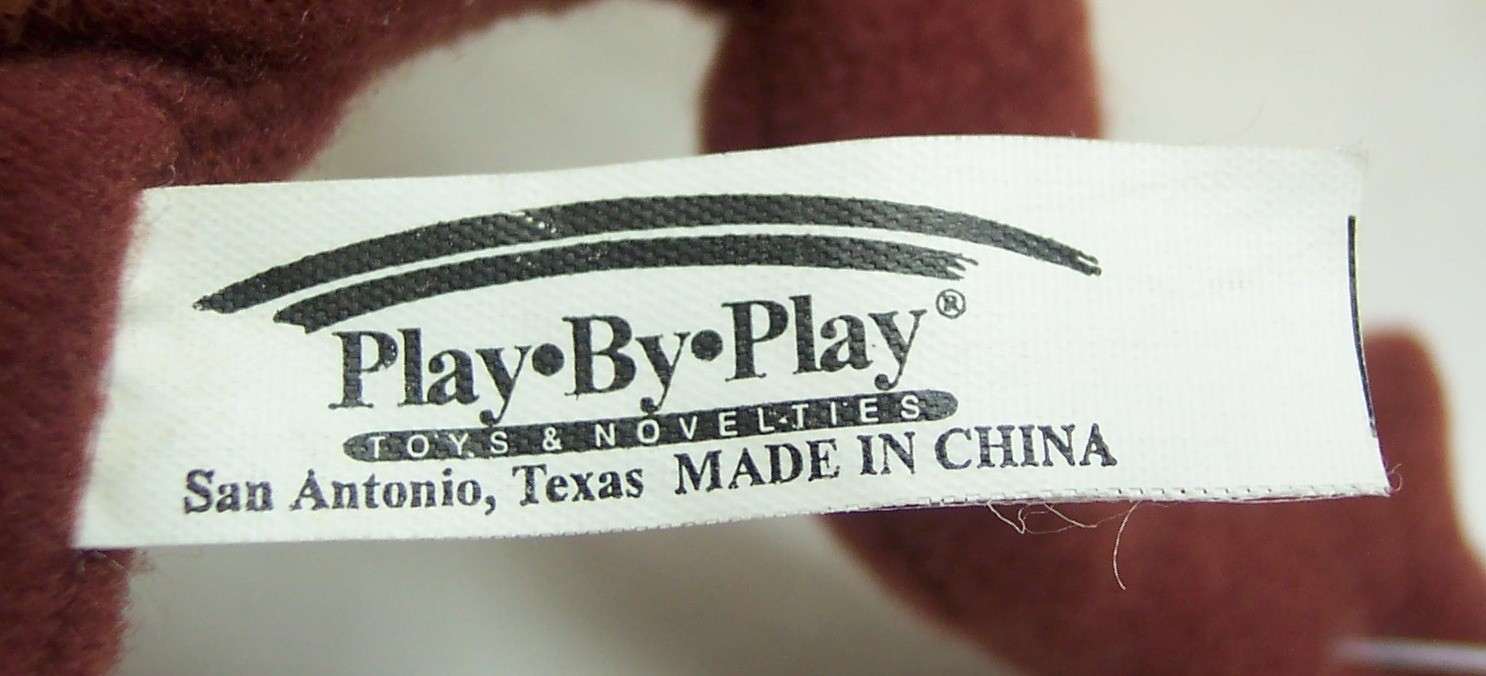 Play•By•Play®
TOYS & NOVELTIES
San Antonio, Texas MADE IN CHINA